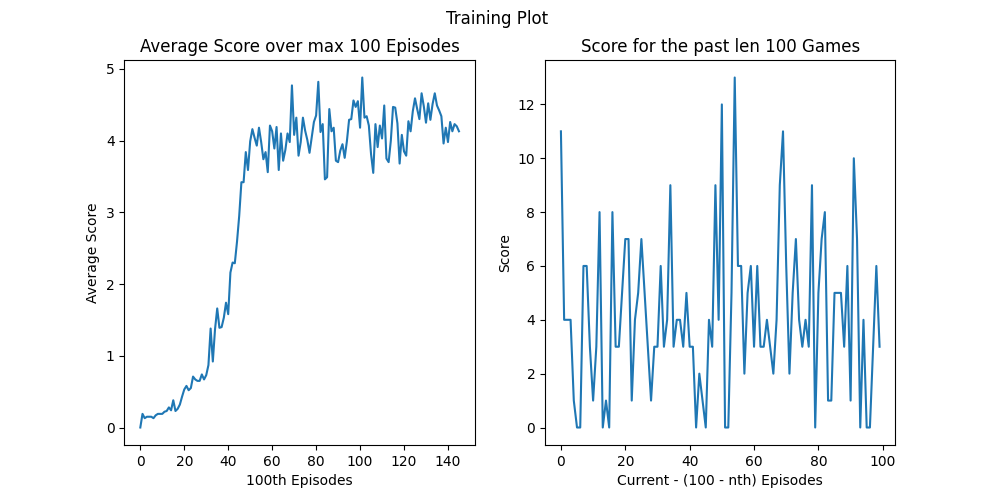 Training Plot
Average Score over max 100 Episodes
Average Score
5
4
3
2
1
0
0 20 40 60 80 100 120 140
100th Episodes
Score for the past len 100 Games
Score
12
10
8
6
4
2
0
0 20 40 60 80 100
Current - (100 - nth) Episodes